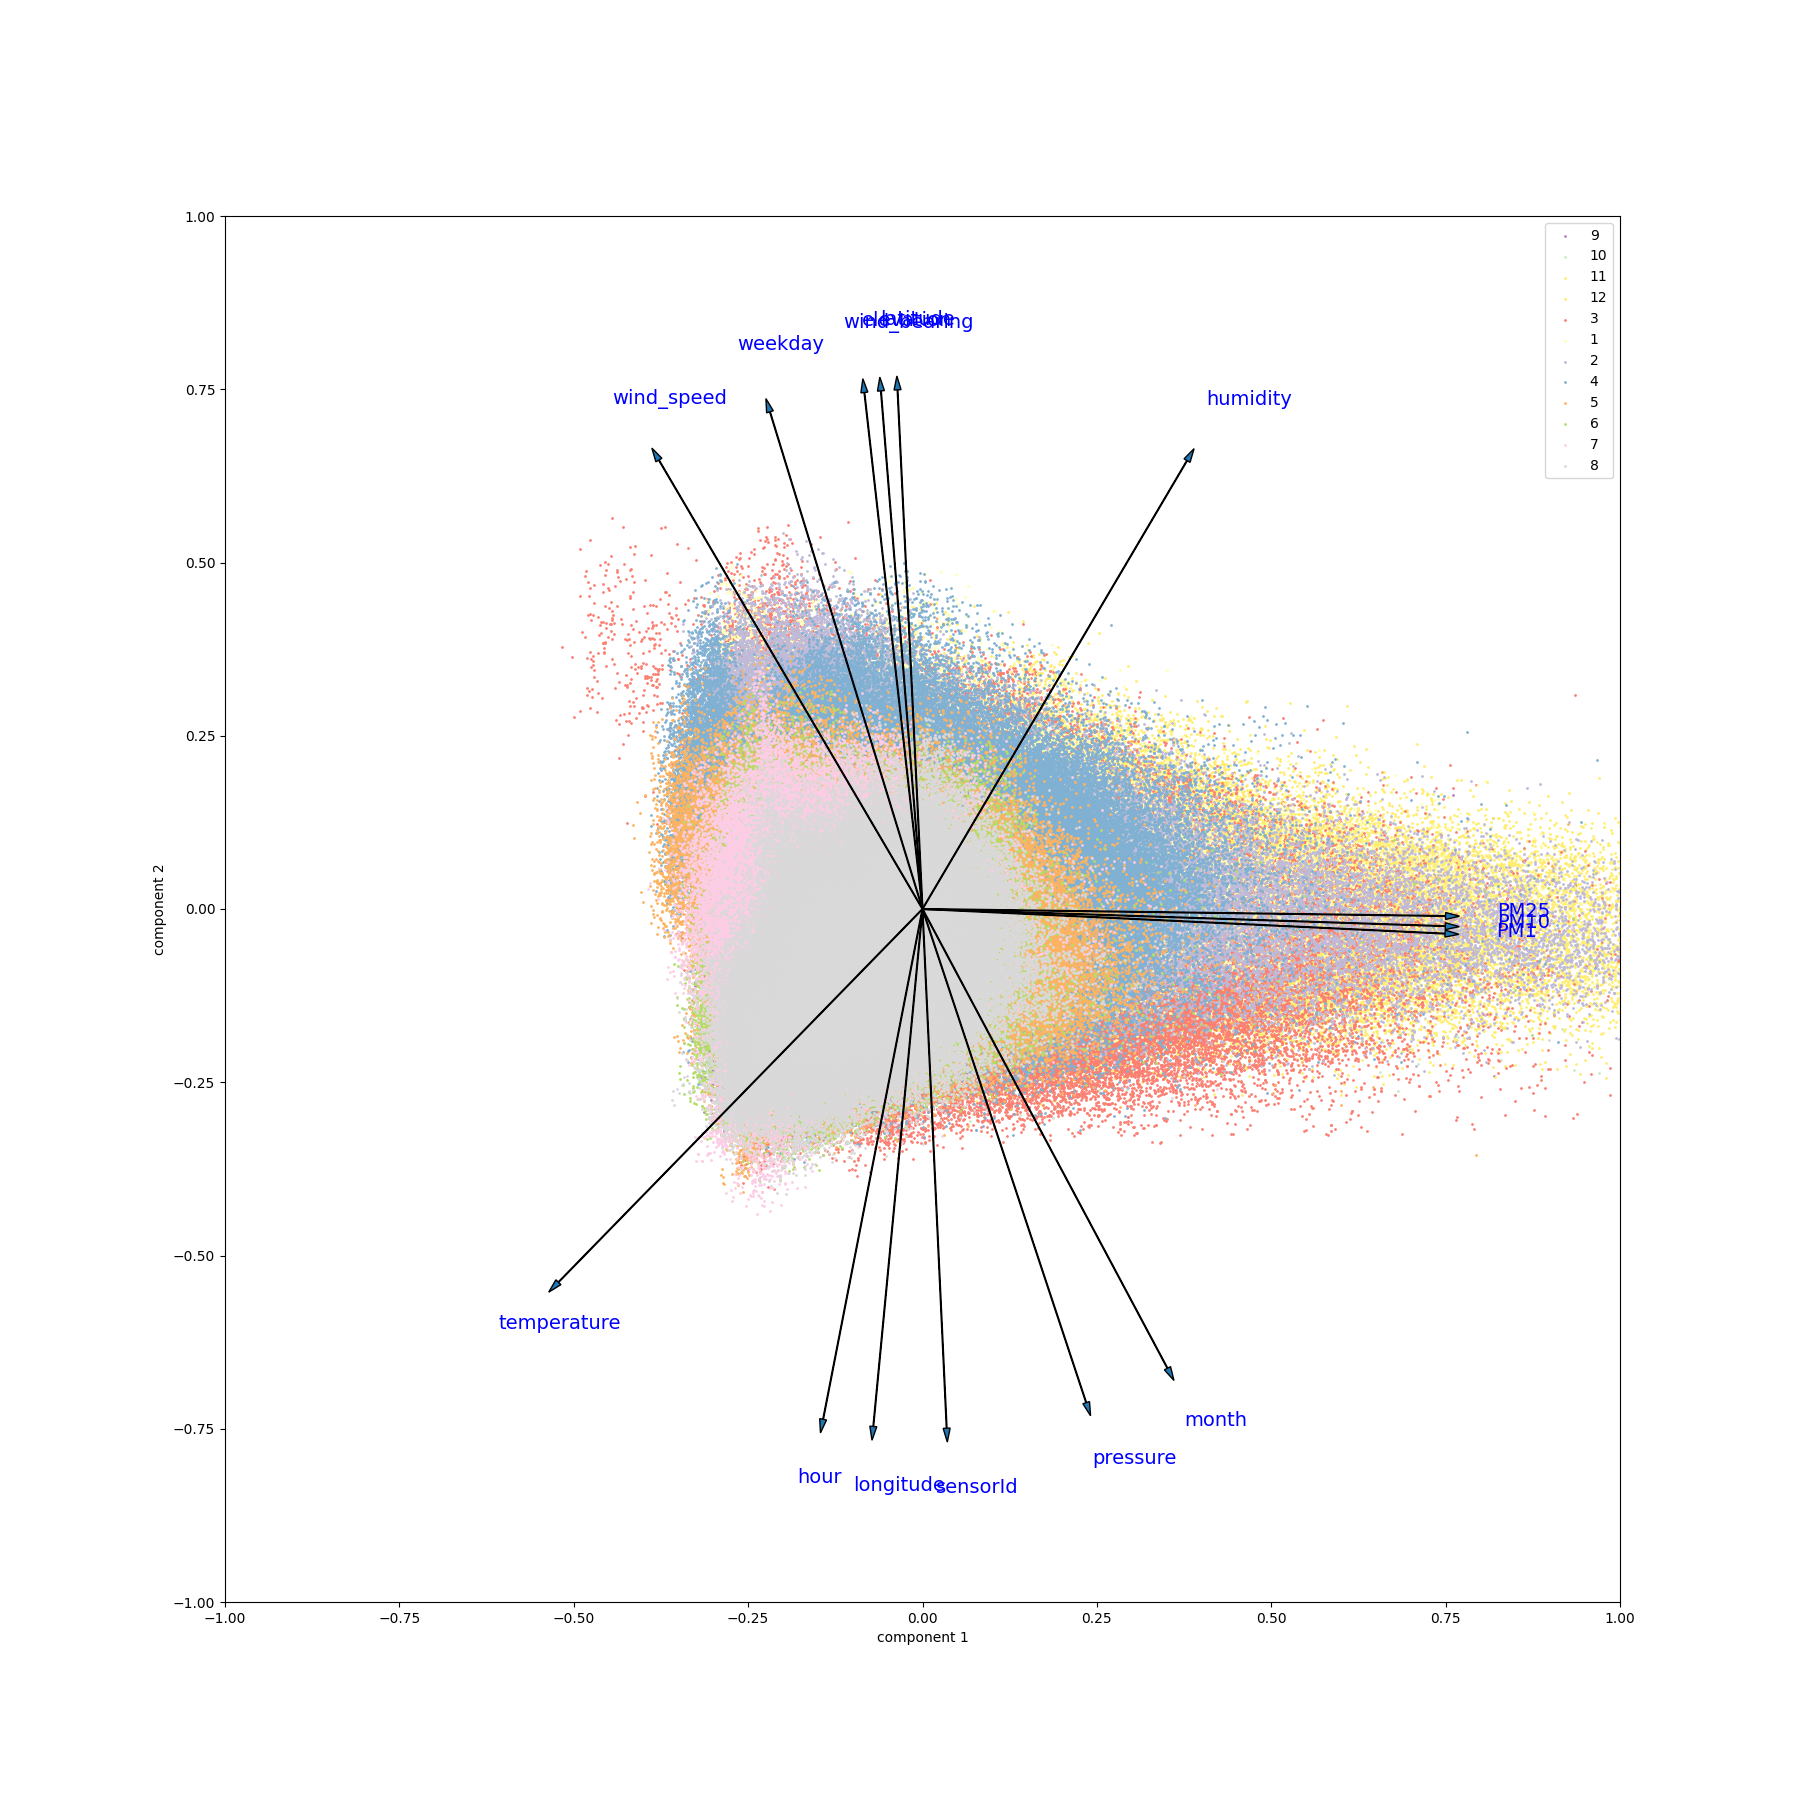 1.00
0.75
0.50
0.25
0.00
−0.25
−0.50
−0.75
−1.00
component 2
−1.00
−0.75
−0.50
−0.25
0.00
0.25
0.50
0.75
1.00
component 1
9
10
11
12
3
1
2
4
5
6
7
8
elevation
latitude
wind_bearing
weekday
wind_speed
humidity
PM25
PM10
PM1
temperature
month
pressure
hour
longitude
sensorId